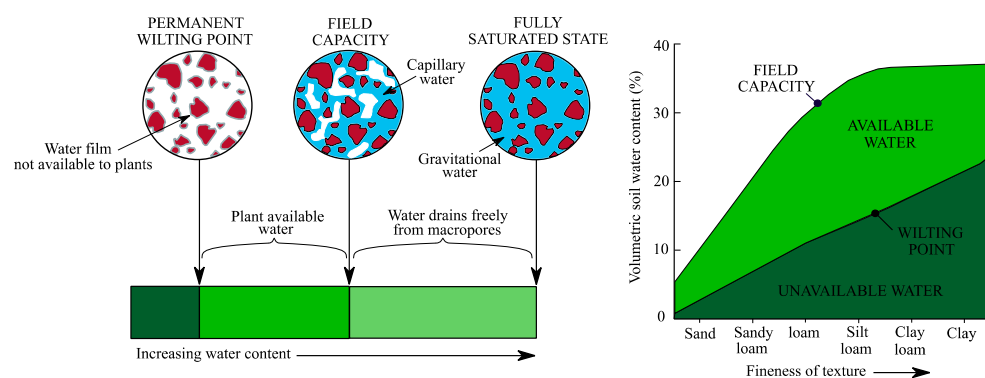 PERMANENT
WILTING POINT
FIELD
CAPACITY
FULLY
SATURATED STATE
Capillary
water
Water film
not available to plants
Gravitational
water
Plant available
water
Water drains freely
from macropores
Increasing water content
Volumetric soil water content (%)
40
30
20
10
0
FIELD
CAPACITY
AVAILABLE
WATER
WILTING
POINT
UNAVAILABLE WATER
Sand
Sandy
loam
loam
Silt
loam
Clay
loam
Clay
Fineness of texture